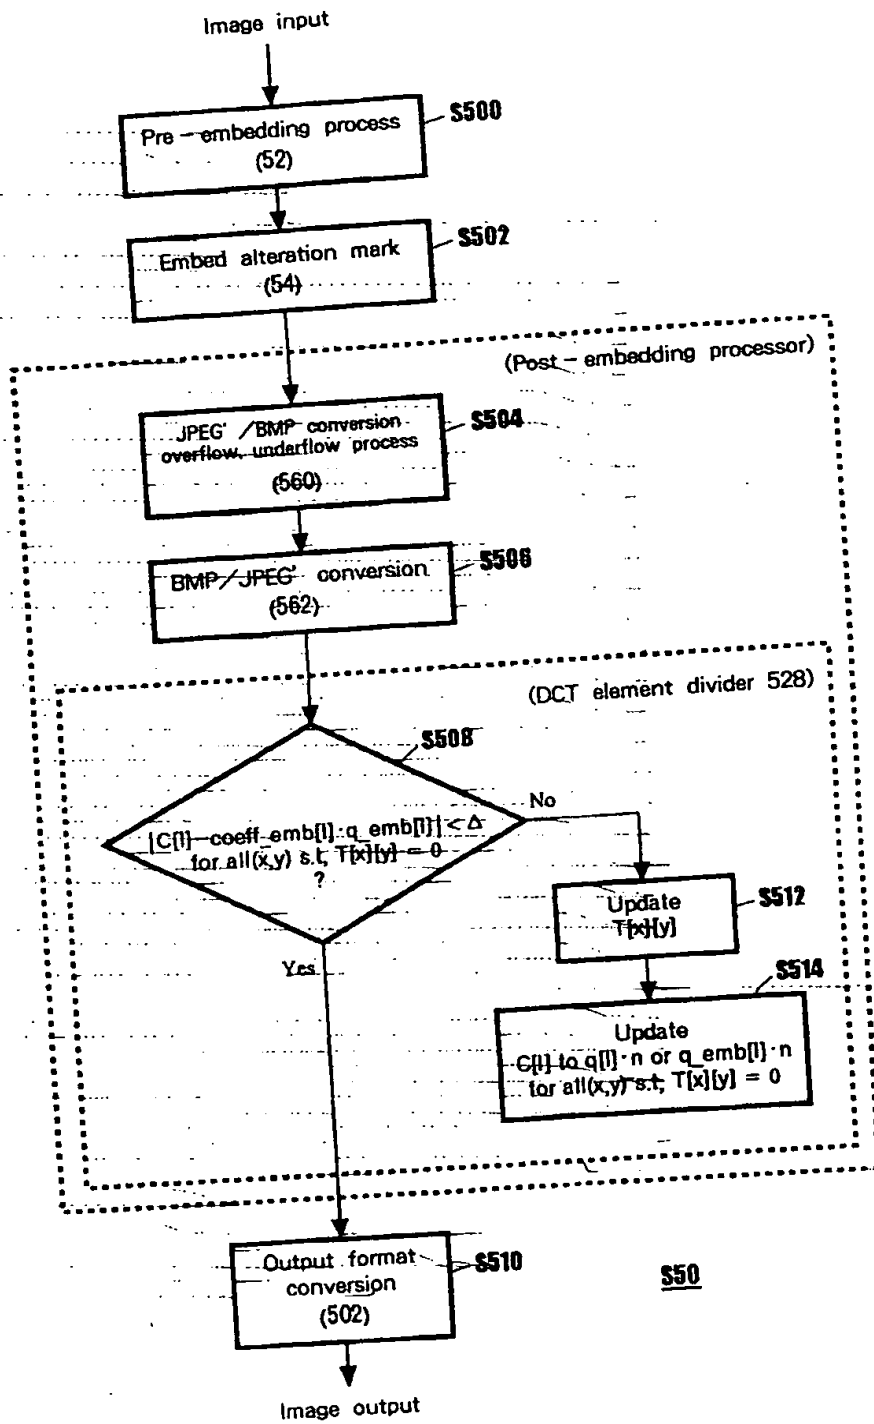 Image input
Pre-embedding process
(52)
S500
Embed alteration mark
(54)
S502
(Post-embedding processor)
JPEG' /BMP conversion
overflow, underflow process
(560)
S504
BMP/JPEG' conversion
(562)
S506
(DCT element divider 528)
S508
|C[I]-coeff_emb[I]·q_emb[I]|<Δ
for all(x,y) s.t, T[x][y] = 0
?
No
Yes
Update
T[x][y]
S512
S514
Update
C[I] to q[I]·n or q_emb[I]·n
for all(x,y) s.t, T[x][y] = 0
Output format
conversion
(502)
S510
S50
Image output